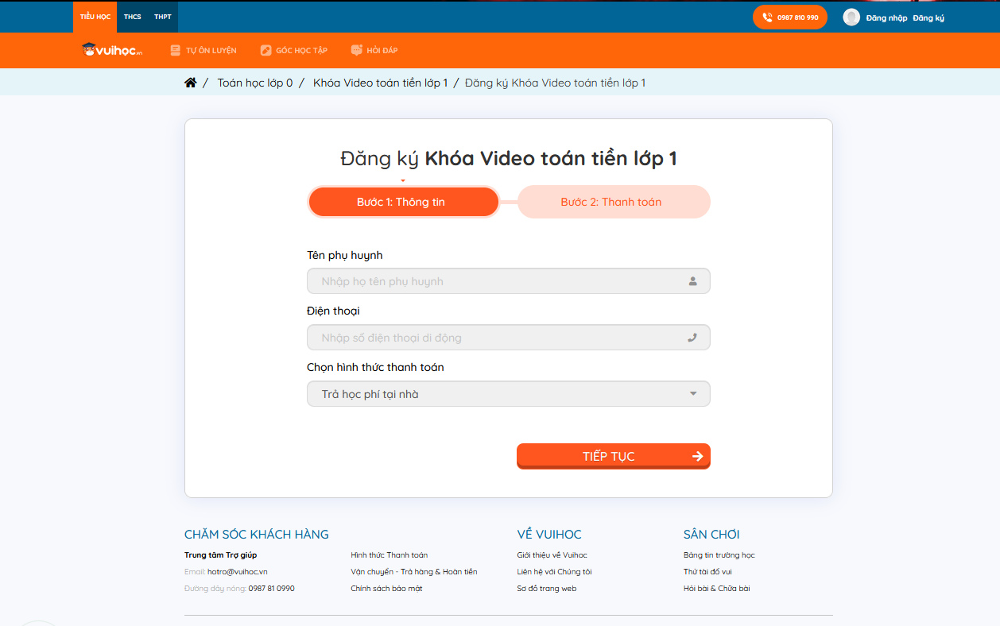 TIỂU HỌC THCS THPT 0987 810 990 Đăng nhập Đăng ký
vuihọc.vn TỰ ÔN LUYỆN GÓC HỌC TẬP HỎI ĐÁP
/ Toán học lớp 0 / Khóa Video toán tiền lớp 1 / Đăng ký Khóa Video toán tiền lớp 1
Đăng ký Khóa Video toán tiền lớp 1
Bước 1: Thông tin Bước 2: Thanh toán
Tên phụ huynh
Nhập họ tên phụ huynh
Điện thoại
Nhập số điện thoại di động
Chọn hình thức thanh toán
Trả học phí tại nhà
TIẾP TỤC
CHĂM SÓC KHÁCH HÀNG VỀ VUIHOC SÂN CHƠI
Trung tâm Trợ giúp Hình thức Thanh toán Giới thiệu về Vuihoc Bảng tin trường học
Email: hotro@vuihoc.vn Vận chuyển - Trả hàng & Hoàn tiền Liên hệ với Chúng tôi Thử tài đố vui
Đường dây nóng: 0987 81 0990 Chính sách bảo mật Sơ đồ trang web Hỏi bài & Chữa bài